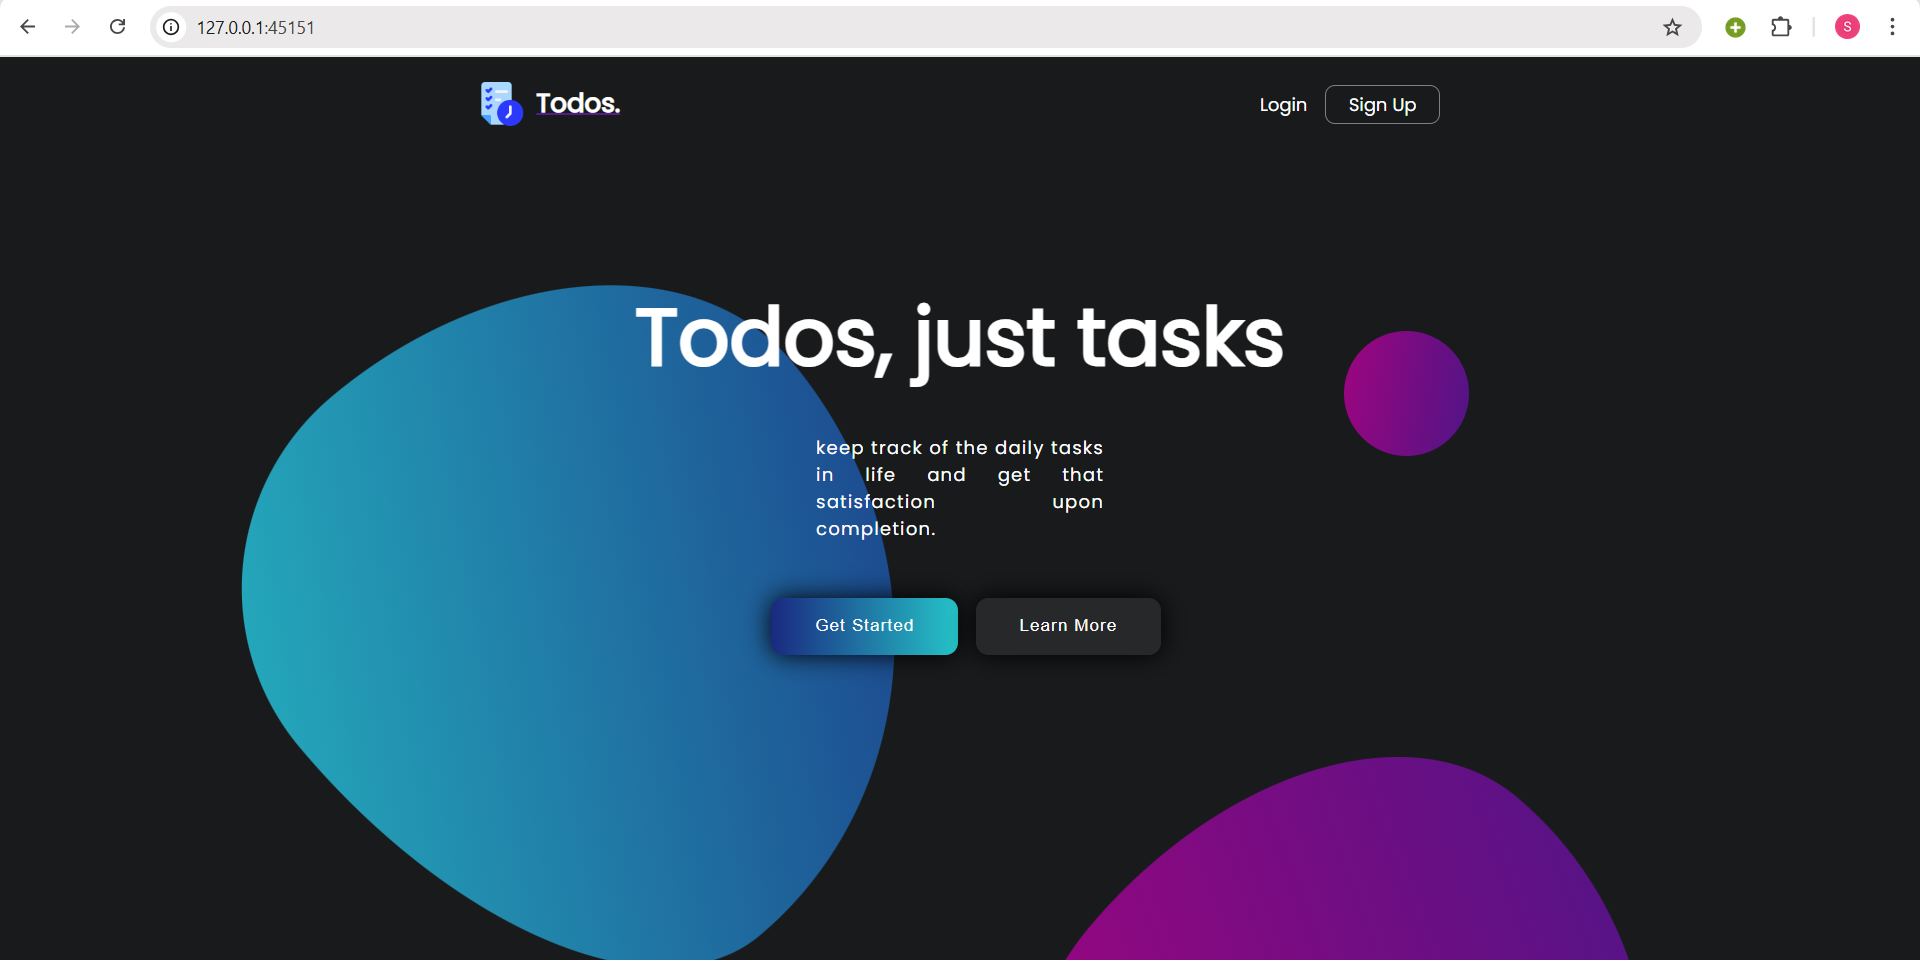 127.0.0.1:45151
S
Todos.
Login
Sign Up
Todos, just tasks
keep track of the daily tasks
in life and get that
satisfaction upon
completion.
Get Started
Learn More